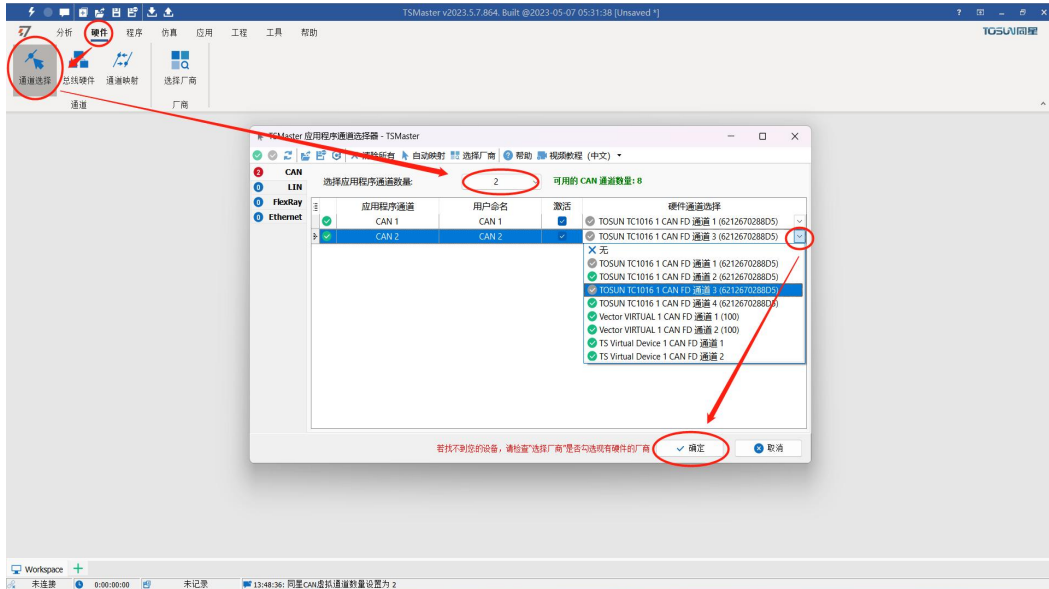 TSMaster v2023.5.7.864. Built @2023-05-07 05:31:38 [Unsaved *]
分析 硬件 程序 仿真 应用 工程 工具 帮助
TOSUN同星
通道选择 总线硬件 通道映射 选择厂商
通道 厂商
TSMaster 应用程序通道选择器 - TSMaster
清除所有 自动映射 选择厂商 帮助 视频教程 (中文)
2 CAN
0 LIN
0 FlexRay
0 Ethernet
选择应用程序通道数量: 2 可用的 CAN 通道数量: 8
应用程序通道 用户命名 激活 硬件通道选择
CAN 1 CAN 1 TOSUN TC1016 1 CAN FD 通道 1 (6212670288D5)
CAN 2 CAN 2 TOSUN TC1016 1 CAN FD 通道 3 (6212670288D5)
无
TOSUN TC1016 1 CAN FD 通道 1 (6212670288D5)
TOSUN TC1016 1 CAN FD 通道 2 (6212670288D5)
TOSUN TC1016 1 CAN FD 通道 3 (6212670288D5)
TOSUN TC1016 1 CAN FD 通道 4 (6212670288D5)
Vector VIRTUAL 1 CAN FD 通道 1 (100)
Vector VIRTUAL 1 CAN FD 通道 2 (100)
TS Virtual Device 1 CAN FD 通道 1
TS Virtual Device 1 CAN FD 通道 2
若找不到您的设备，请检查"选择厂商"是否勾选现有硬件的厂商 确定 取消
Workspace
未连接 0:00:00:00 未记录 13:48:36: 同星CAN虚拟通道数量设置为 2